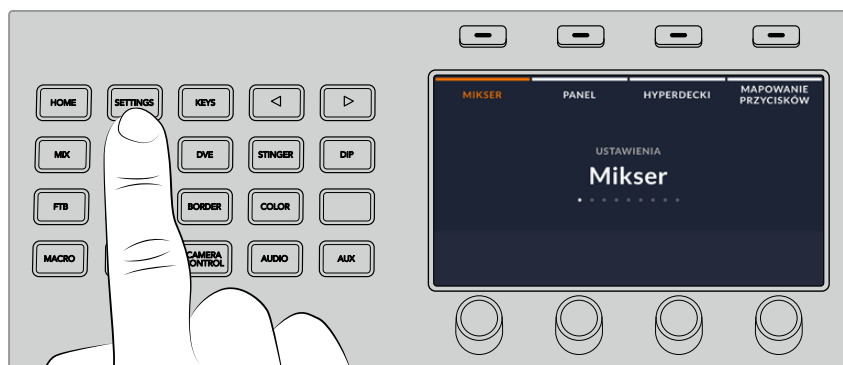 HOME
SETTINGS
KEYS
MIX
DVE
STINGER
DIP
FTB
BORDER
COLOR
MACRO
CAMERA
CONTROL
AUDIO
AUX
MIKSER
PANEL
HYPERDECKI
MAPOWANIE
PRZYCISKÓW
USTAWIENIA
Mikser